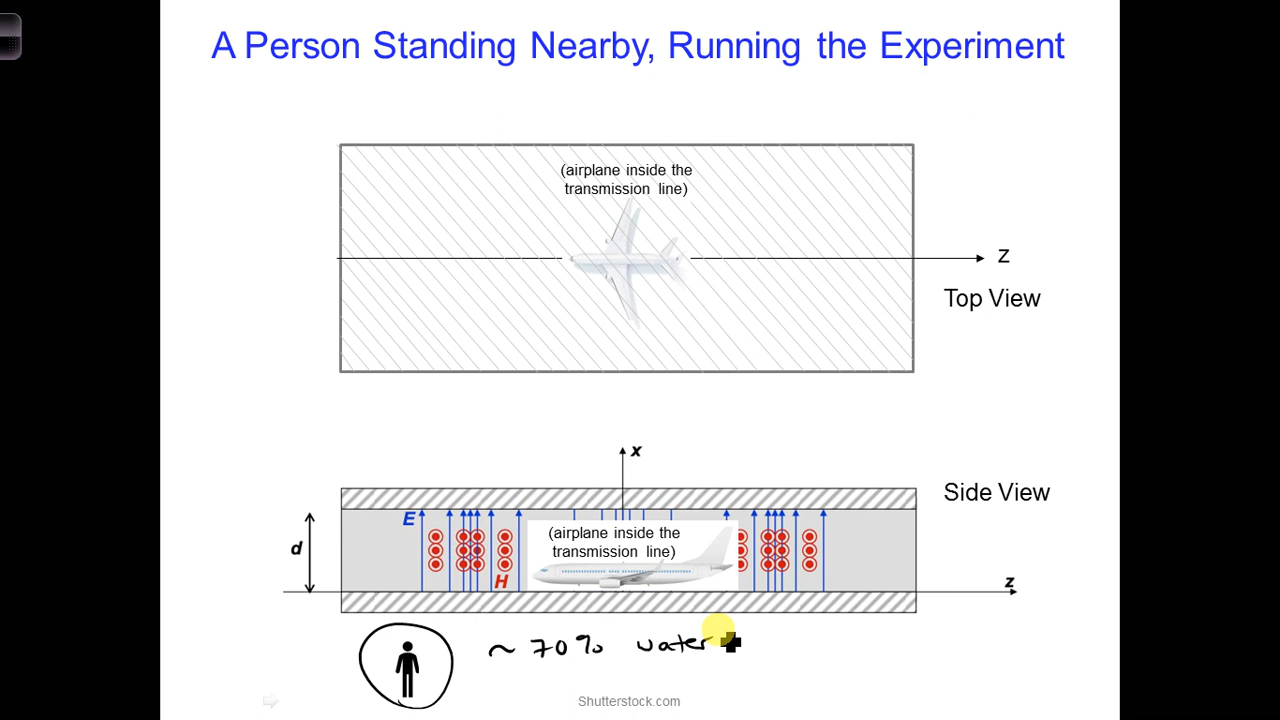 A Person Standing Nearby, Running the Experiment
(airplane inside the
transmission line)
z
Top View
x
Side View
E
(airplane inside the
transmission line)
d
H
z
~ 70% water
Shutterstock.com